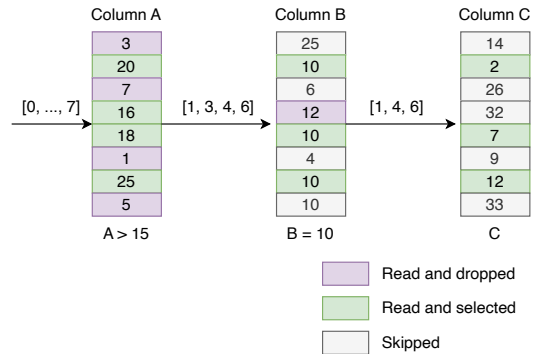 Column A Column B Column C
3 25 14
20 10 2
7 6 26
[0, ..., 7] 16 [1, 3, 4, 6] 12 [1, 4, 6] 32
18 10 7
1 4 9
25 10 12
5 10 33
A > 15 B = 10 C
Read and dropped
Read and selected
Skipped